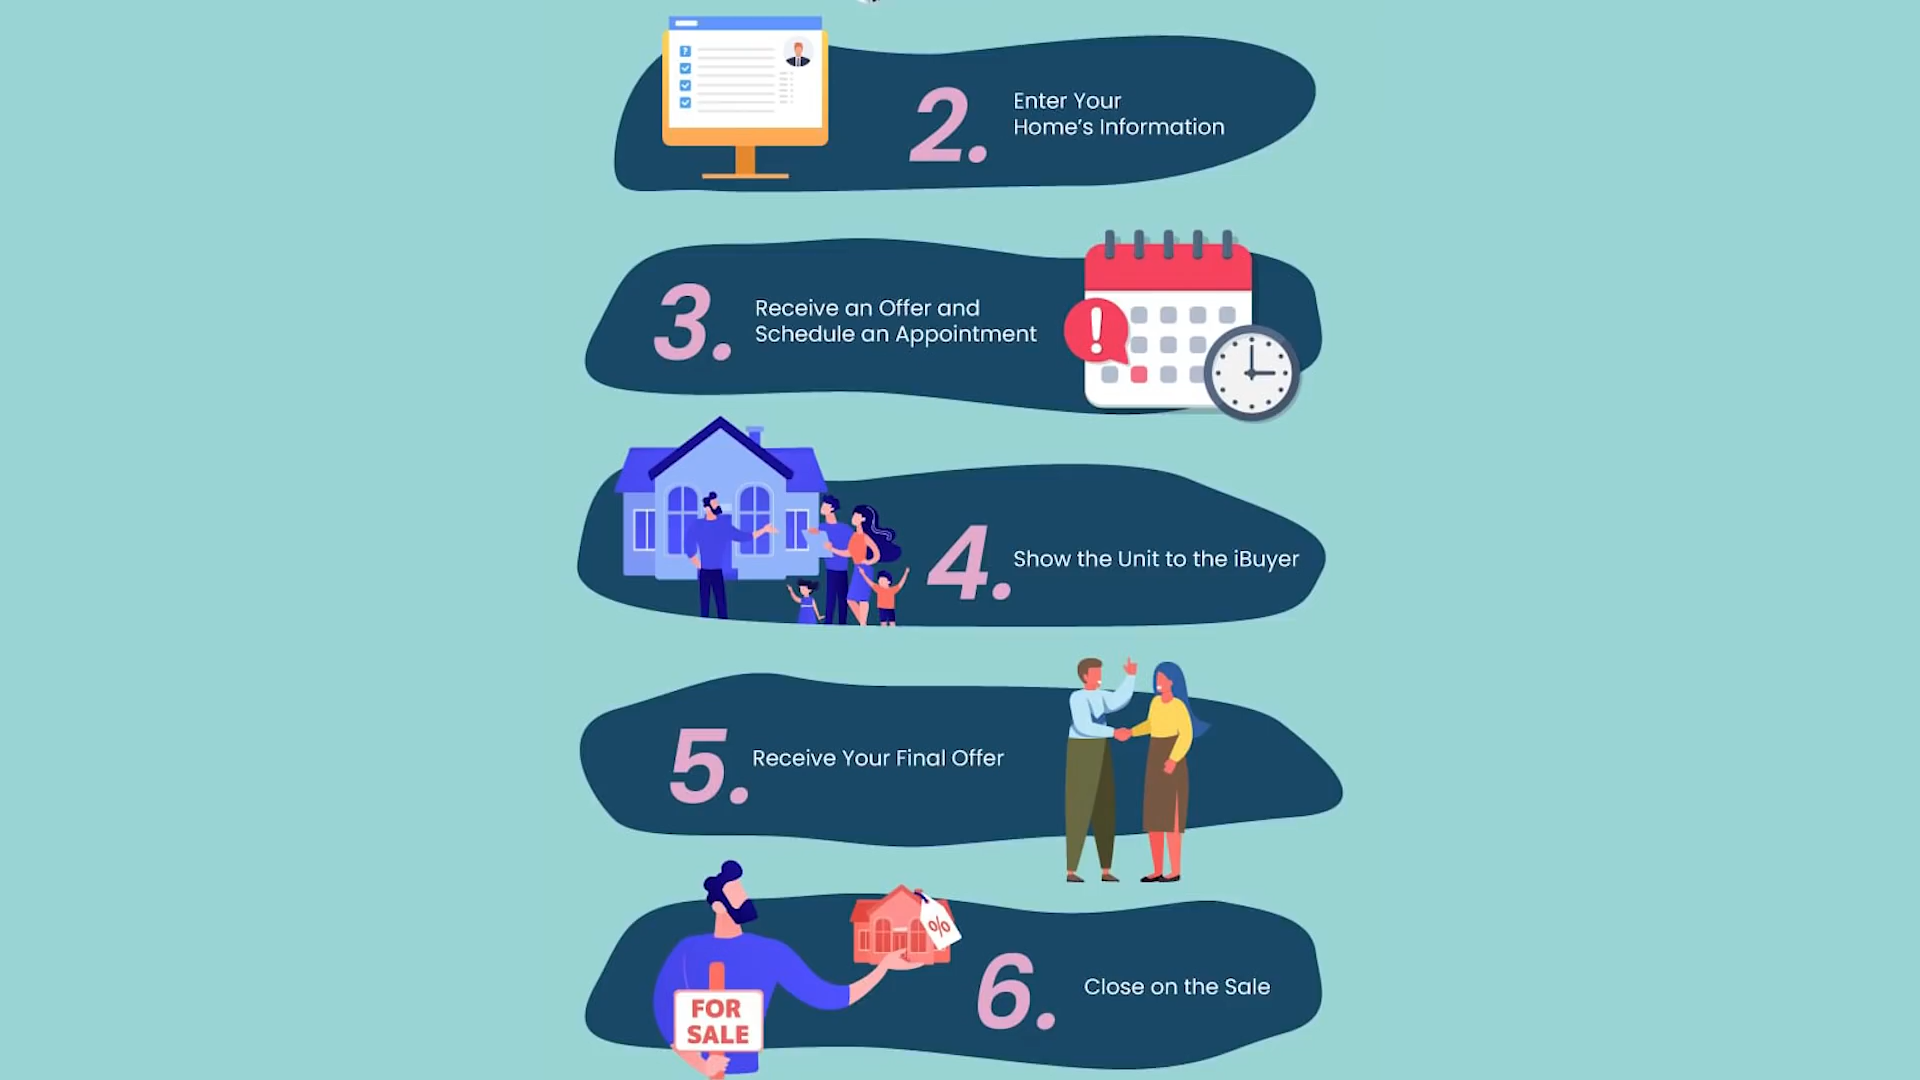 2.
Enter Your
Home’s Information
3.
Receive an Offer and
Schedule an Appointment
4.
Show the Unit to the iBuyer
5.
Receive Your Final Offer
6.
Close on the Sale
FOR
SALE
%
?
!